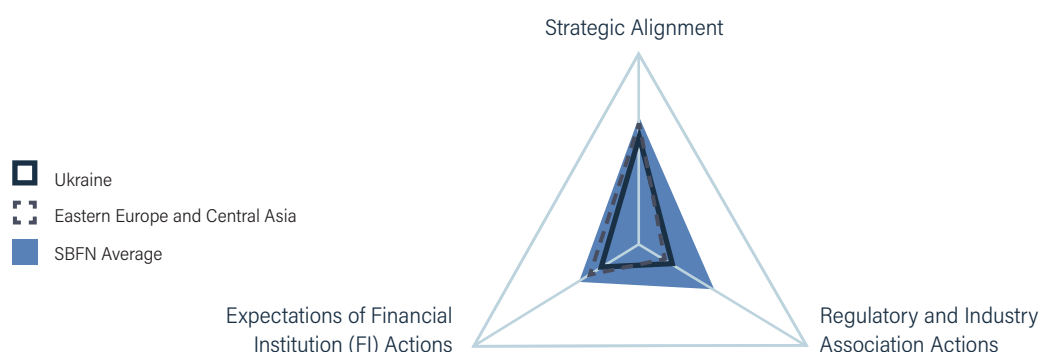 Strategic Alignment
Ukraine
Eastern Europe and Central Asia
SBFN Average
Expectations of Financial
Institution (FI) Actions
Regulatory and Industry
Association Actions